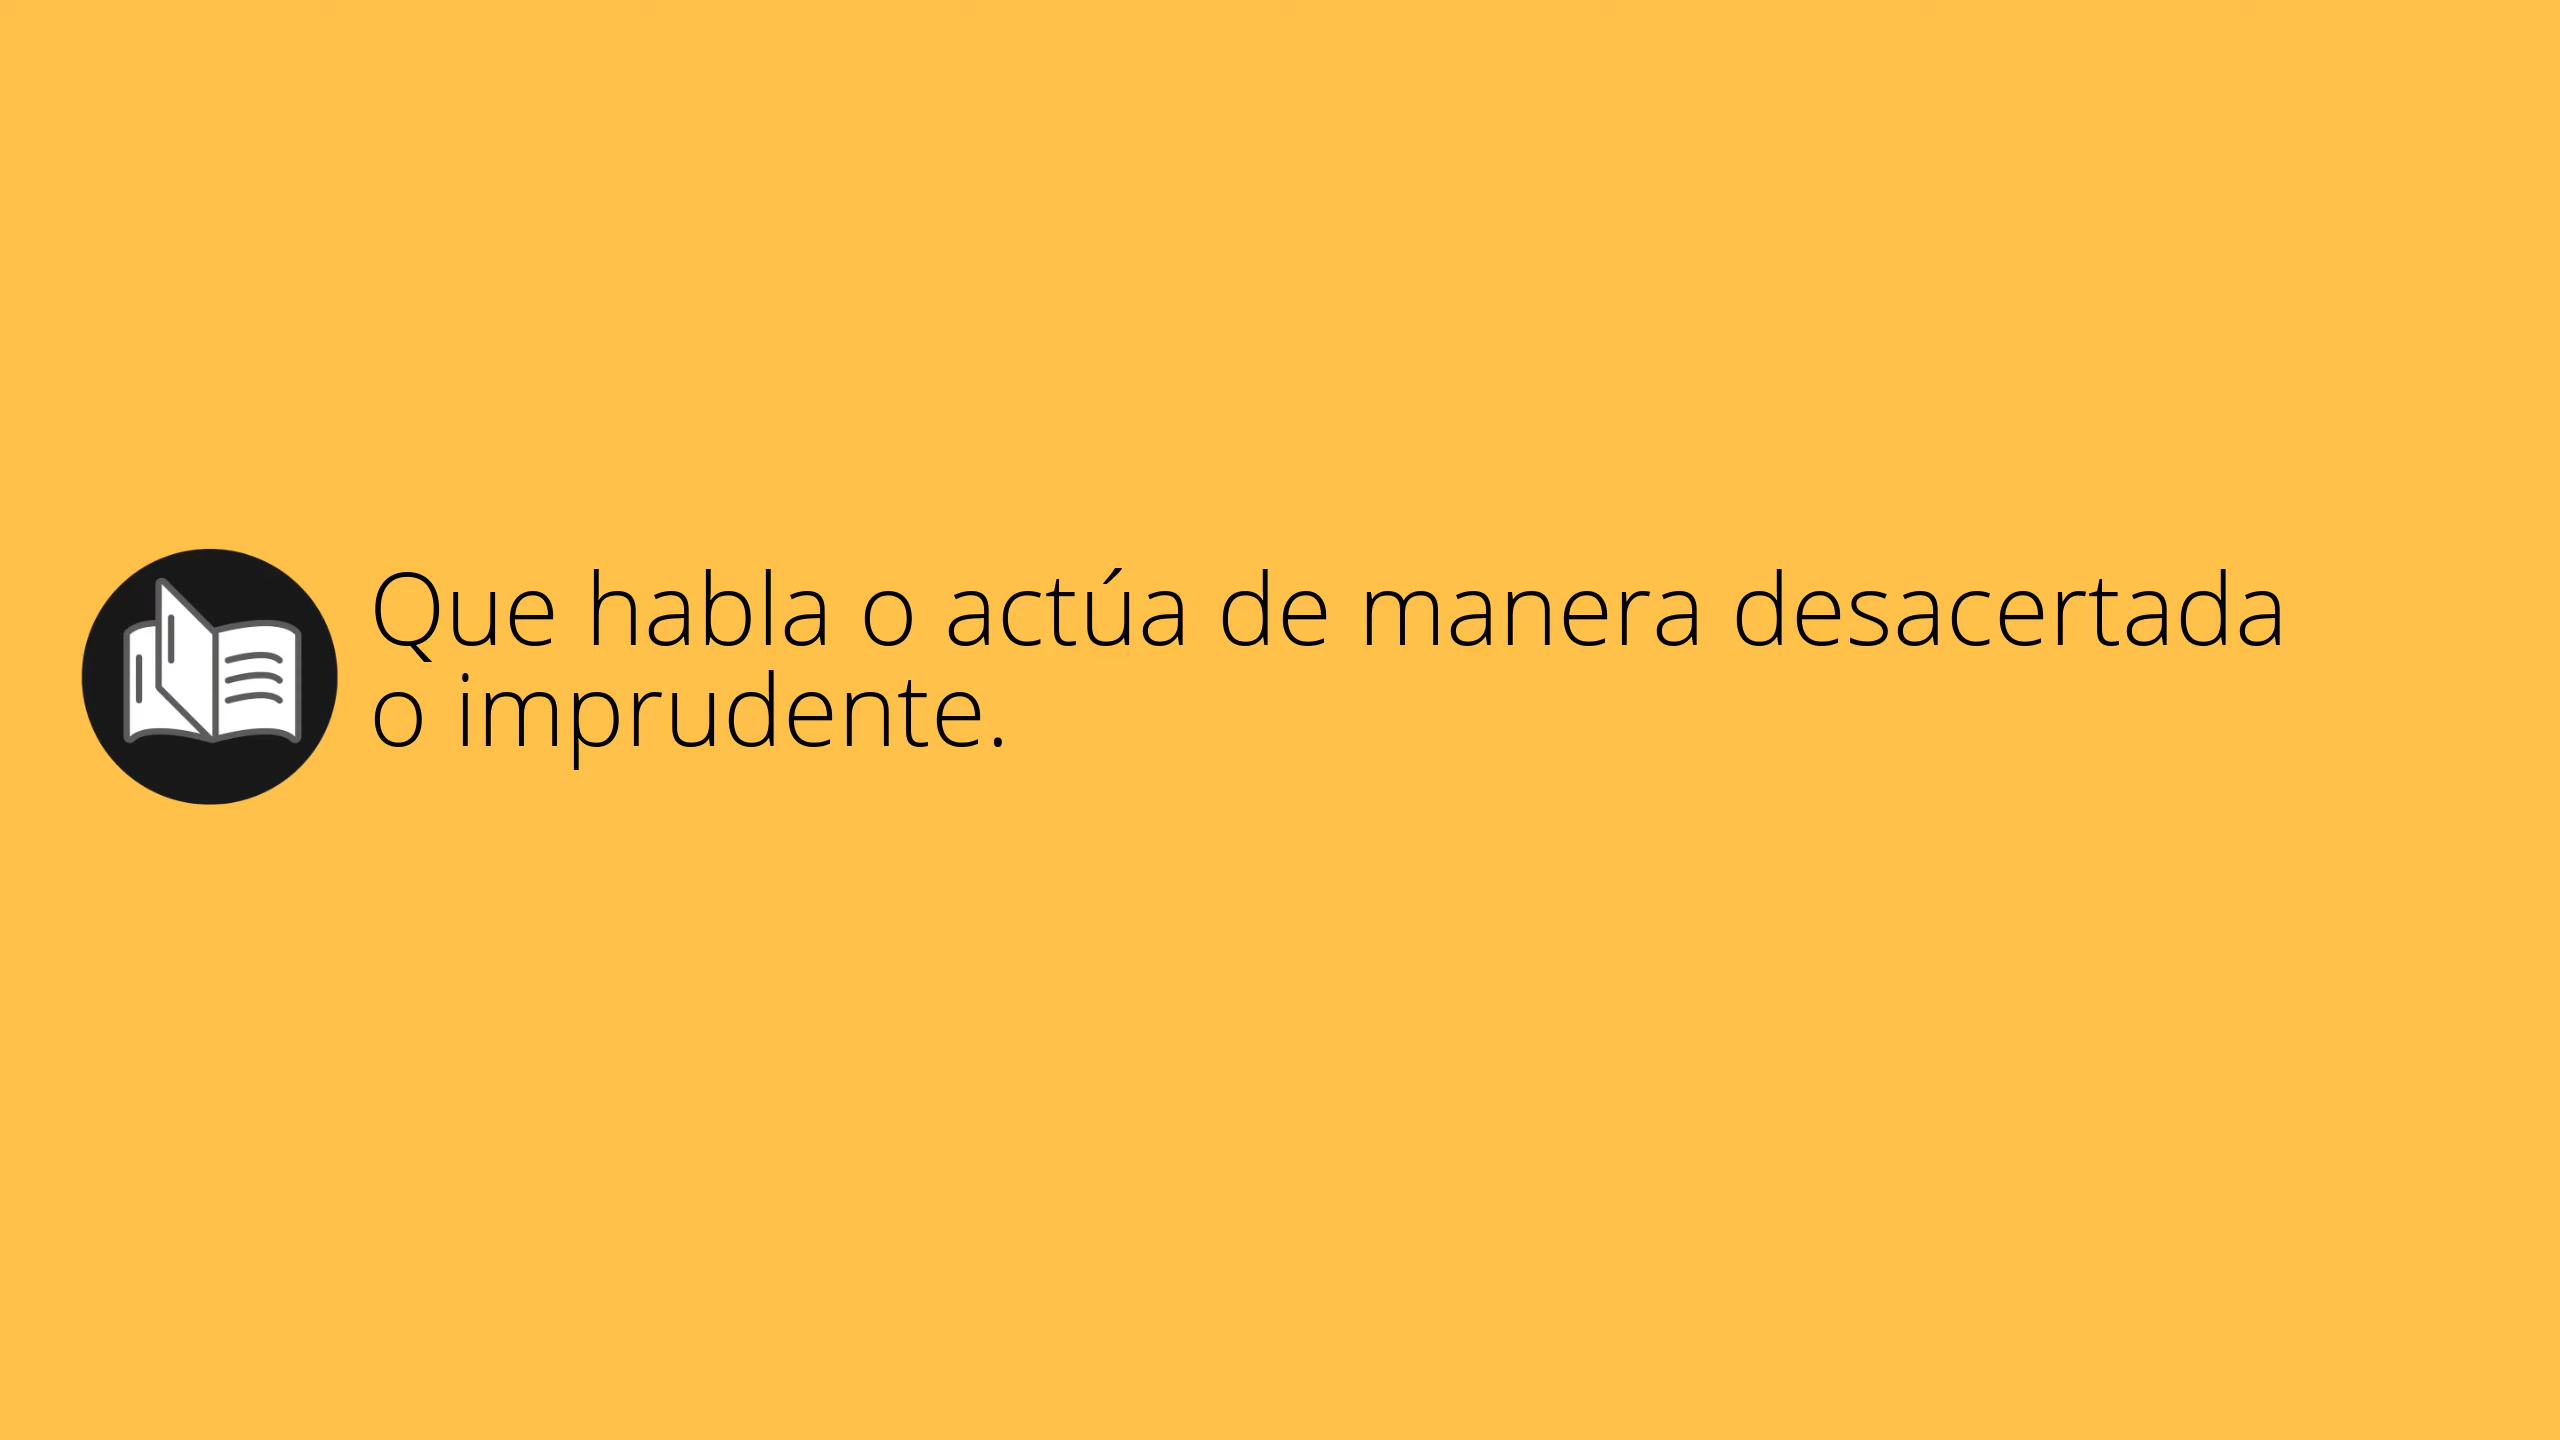 Que habla o actúa de manera desacertada
o imprudente.